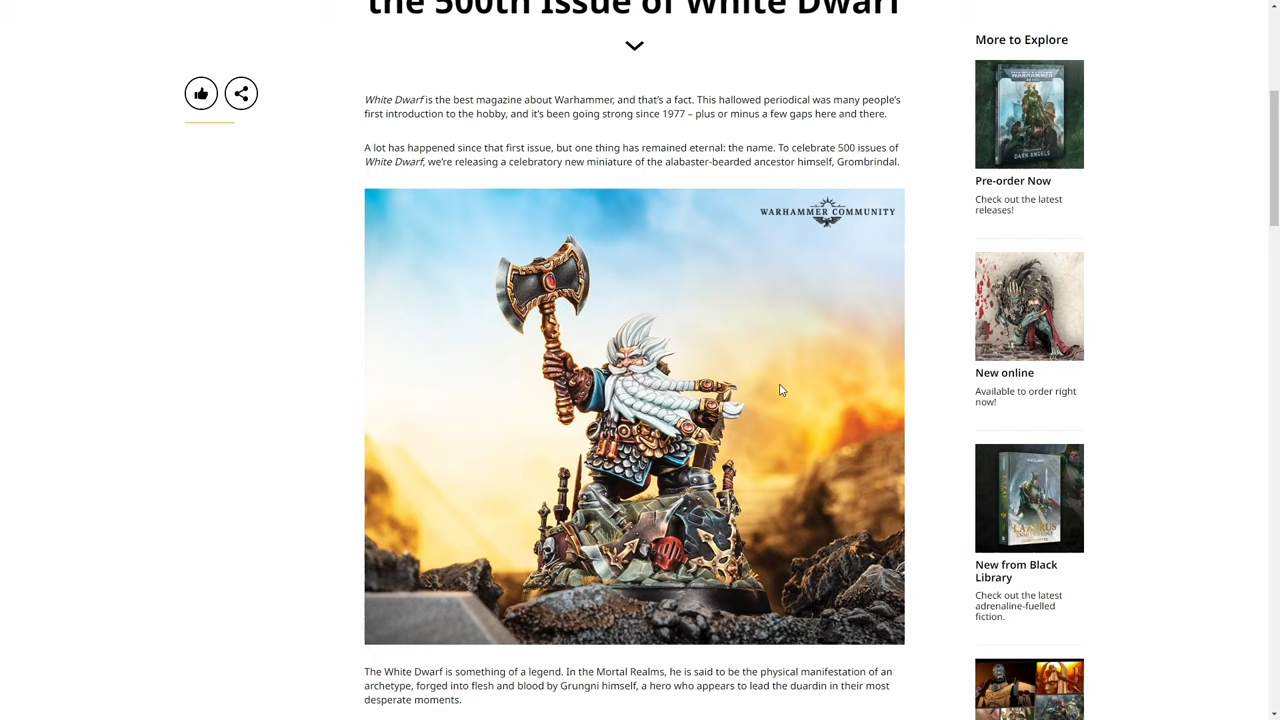 the 500th Issue of White Dwarf
More to Explore
White Dwarf is the best magazine about Warhammer, and that's a fact. This hallowed periodical was many people's
first introduction to the hobby, and it's been going strong since 1977 – plus or minus a few gaps here and there.
A lot has happened since that first issue, but one thing has remained eternal: the name. To celebrate 500 issues of
White Dwarf, we're releasing a celebratory new miniature of the alabaster-bearded ancestor himself, Grombrindal.
WARHAMMER COMMUNITY
WARHAMMER
DARK ANGELS
Pre-order Now
Check out the latest
releases!
New online
Available to order right
now!
LAZARUS
New from Black
Library
Check out the latest
adrenaline-fuelled
fiction.
The White Dwarf is something of a legend. In the Mortal Realms, he is said to be the physical manifestation of an
archetype, forged into flesh and blood by Grungni himself, a hero who appears to lead the duardin in their most
desperate moments.